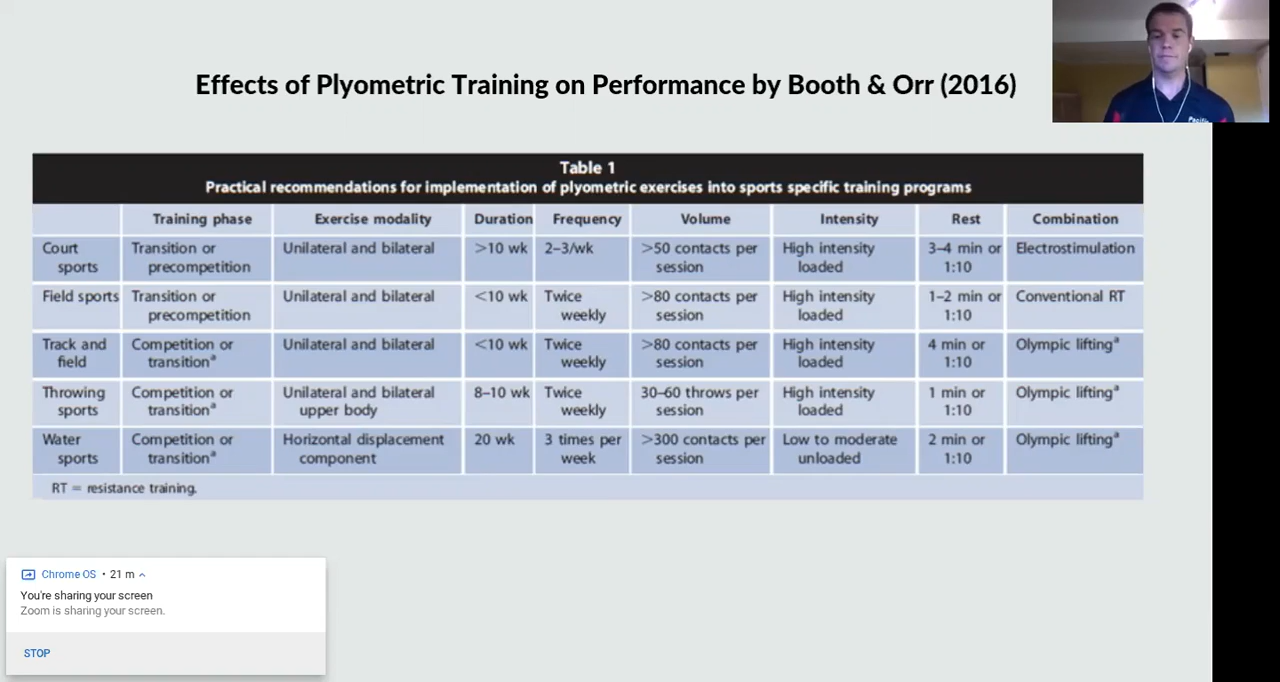 Effects of Plyometric Training on Performance by Booth & Orr (2016)
Pacific
Table 1
Practical recommendations for implementation of plyometric exercises into sports specific training programs
Training phase Exercise modality Duration Frequency Volume Intensity Rest Combination
Court Transition or Unilateral and bilateral >10 wk 2–3/wk >50 contacts per High intensity 3–4 min or Electrostimulation
sports precompetition session loaded 1:10
Field sports Transition or Unilateral and bilateral <10 wk Twice >80 contacts per High intensity 1–2 min or Conventional RT
precompetition weekly session loaded 1:10
Track and Competition or Unilateral and bilateral <10 wk Twice >80 contacts per High intensity 4 min or Olympic liftingª
field transitionª weekly session loaded 1:10
Throwing Competition or Unilateral and bilateral 8–10 wk Twice 30–60 throws per High intensity 1 min or Olympic liftingª
sports transitionª upper body weekly session loaded 1:10
Water Competition or Horizontal displacement 20 wk 3 times per >300 contacts per Low to moderate 2 min or Olympic liftingª
sports transitionª component week session unloaded 1:10
RT = resistance training.
Chrome OS • 21 m
You're sharing your screen
Zoom is sharing your screen.
STOP